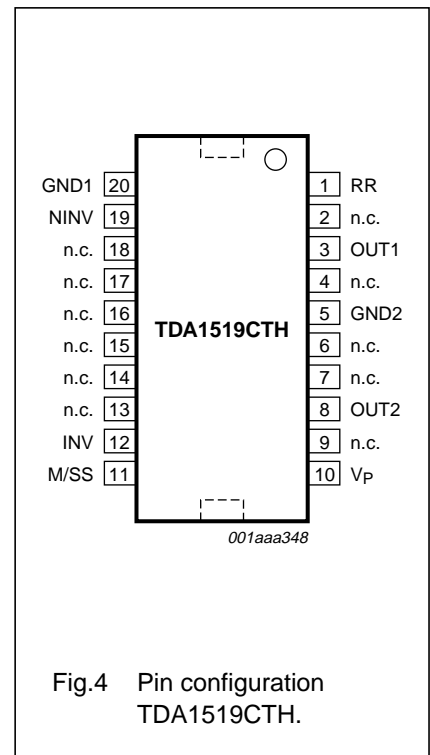 GND1 20 1 RR
NINV 19 2 n.c.
n.c. 18 3 OUT1
n.c. 17 4 n.c.
n.c. 16 5 GND2
n.c. 15 TDA1519CTH 6 n.c.
n.c. 14 7 n.c.
n.c. 13 8 OUT2
INV 12 9 n.c.
M/SS 11 10 VP
001aaa348
Fig.4 Pin configuration
TDA1519CTH.